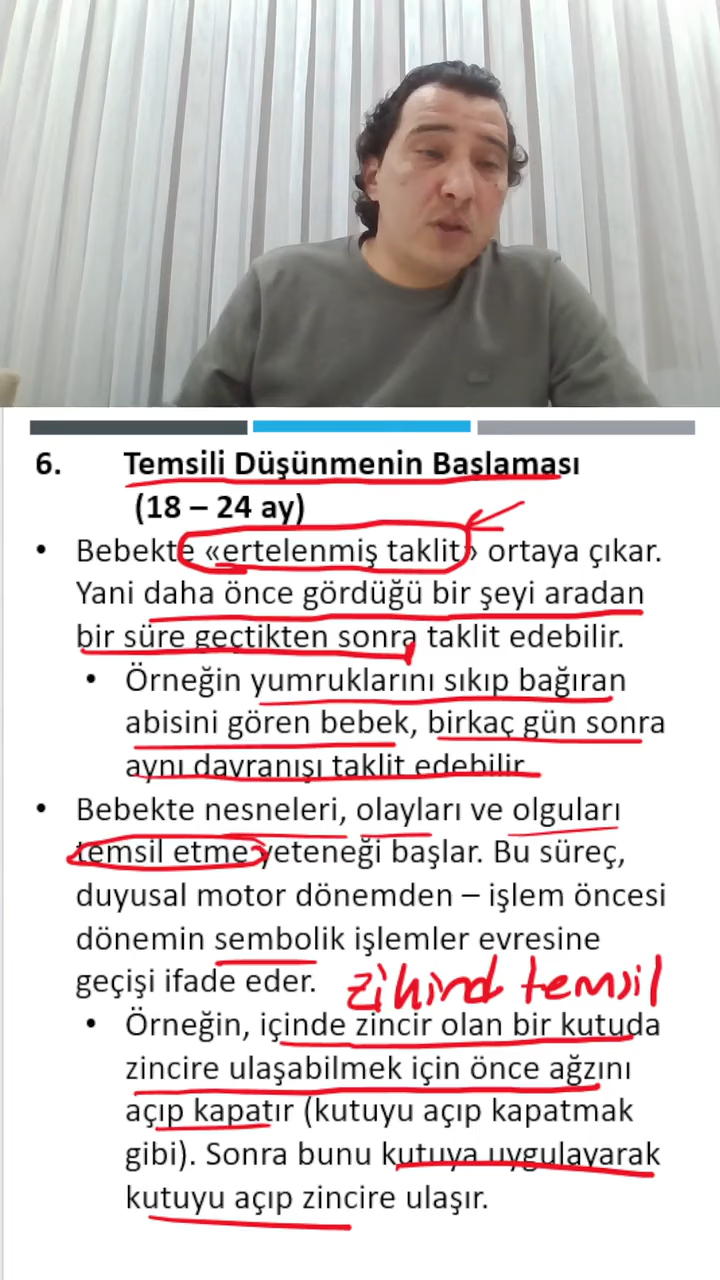 6. Temsili Düşünmenin Başlaması
(18 – 24 ay)
• Bebekte «ertelenmiş taklit» ortaya çıkar.
Yani daha önce gördüğü bir şeyi aradan
bir süre geçtikten sonra taklit edebilir.
• Örneğin yumruklarını sıkıp bağıran
abisini gören bebek, birkaç gün sonra
aynı davranışı taklit edebilir
• Bebekte nesneleri, olayları ve olguları
temsil etme yeteneği başlar. Bu süreç,
duyusal motor dönemden – işlem öncesi
dönemin sembolik işlemler evresine
geçişi ifade eder. zihind temsil
• Örneğin, içinde zincir olan bir kutuda
zincire ulaşabilmek için önce ağzını
açıp kapatır (kutuyu açıp kapatmak
gibi). Sonra bunu kutuya uygulayarak
kutuyu açıp zincire ulaşır.